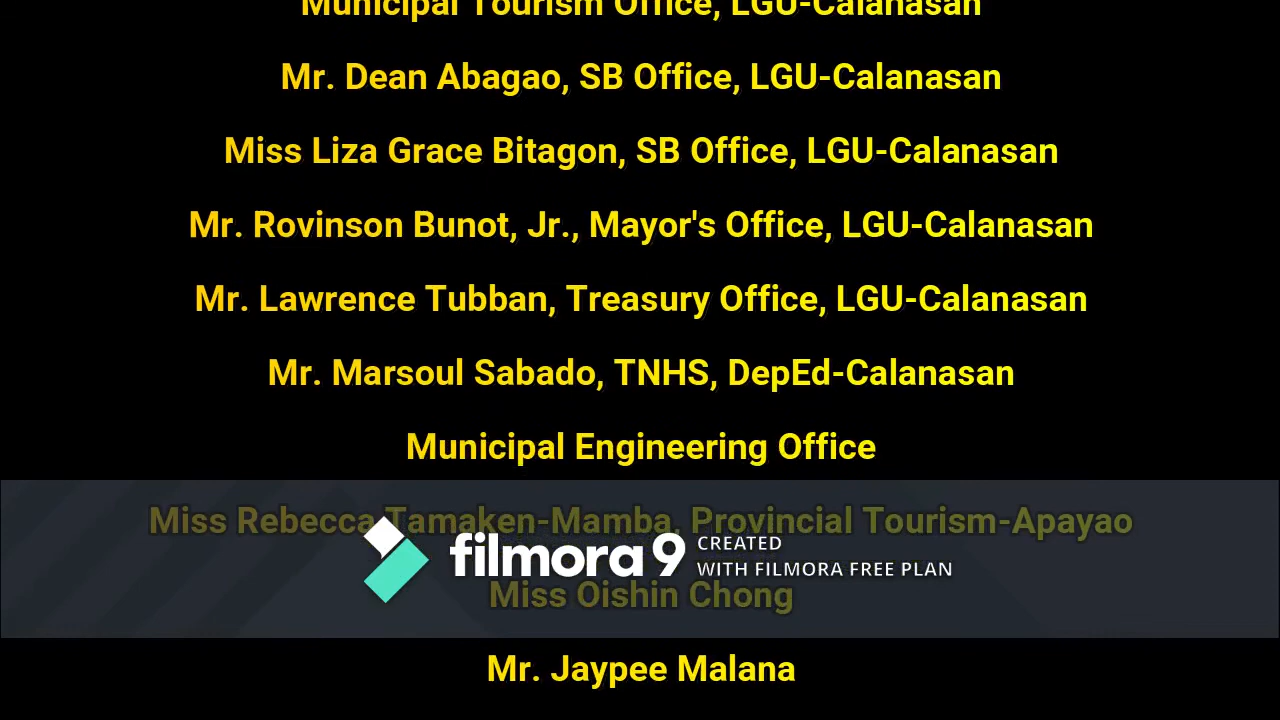 Municipal Tourism Office, LGU-Calanasan
Mr. Dean Abagao, SB Office, LGU-Calanasan
Miss Liza Grace Bitagon, SB Office, LGU-Calanasan
Mr. Rovinson Bunot, Jr., Mayor's Office, LGU-Calanasan
Mr. Lawrence Tubban, Treasury Office, LGU-Calanasan
Mr. Marsoul Sabado, TNHS, DepEd-Calanasan
Municipal Engineering Office
Miss Rebecca Tamaken-Mamba, Provincial Tourism-Apayao
filmora 9 CREATED
WITH FILMORA FREE PLAN
Miss Oishin Chong
Mr. Jaypee Malana